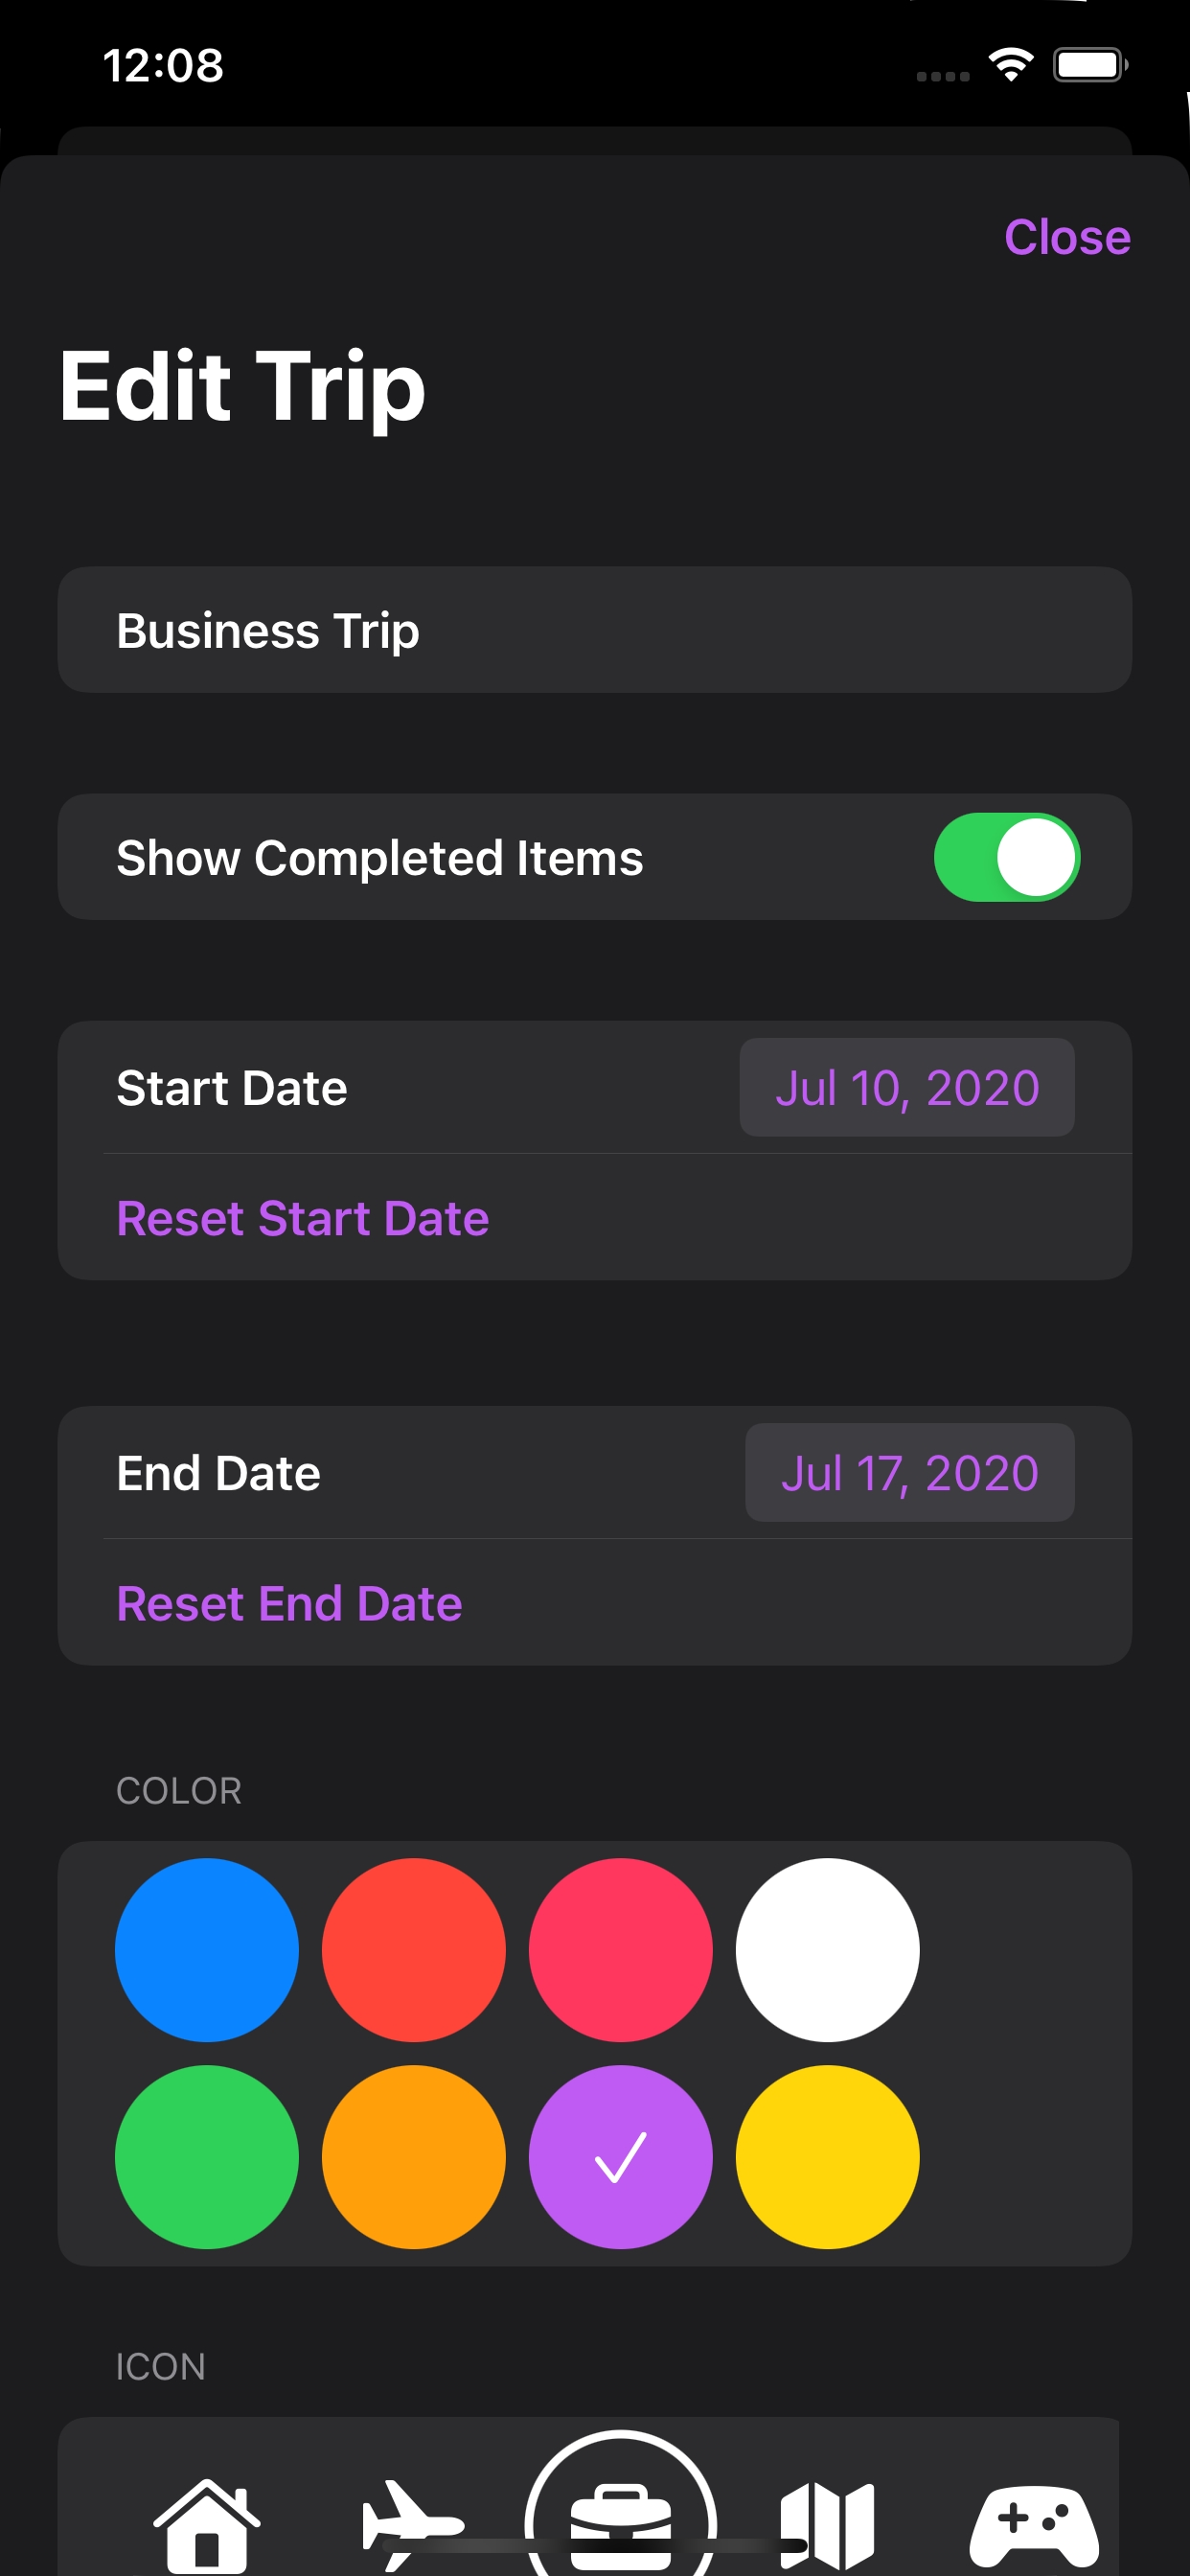 12:08
Close
Edit Trip
Business Trip
Show Completed Items
Start Date
Jul 10, 2020
Reset Start Date
End Date
Jul 17, 2020
Reset End Date
COLOR
ICON